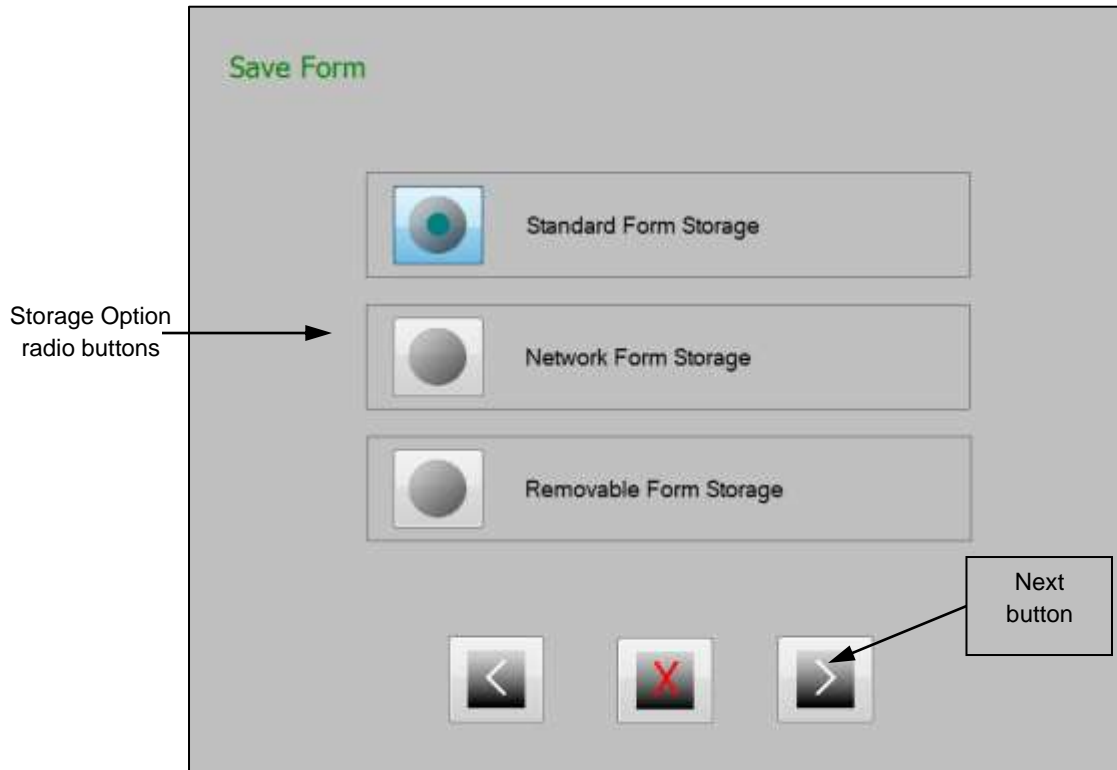 Save Form
Standard Form Storage
Storage Option
radio buttons
Network Form Storage
Removable Form Storage
Next
button
<
X
>